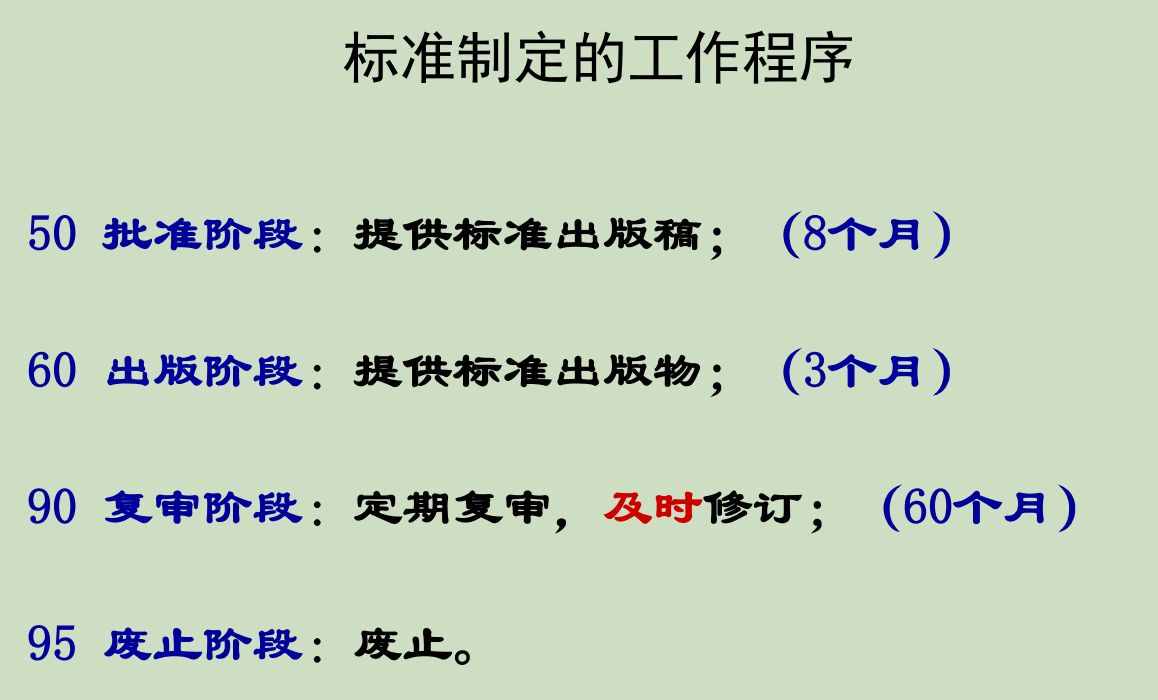 标准制定的工作程序
50 批准阶段：提供标准出版稿；（8个月）
60 出版阶段：提供标准出版物；（3个月）
90 复审阶段：定期复审，及时修订；（60个月）
95 废止阶段：废止。